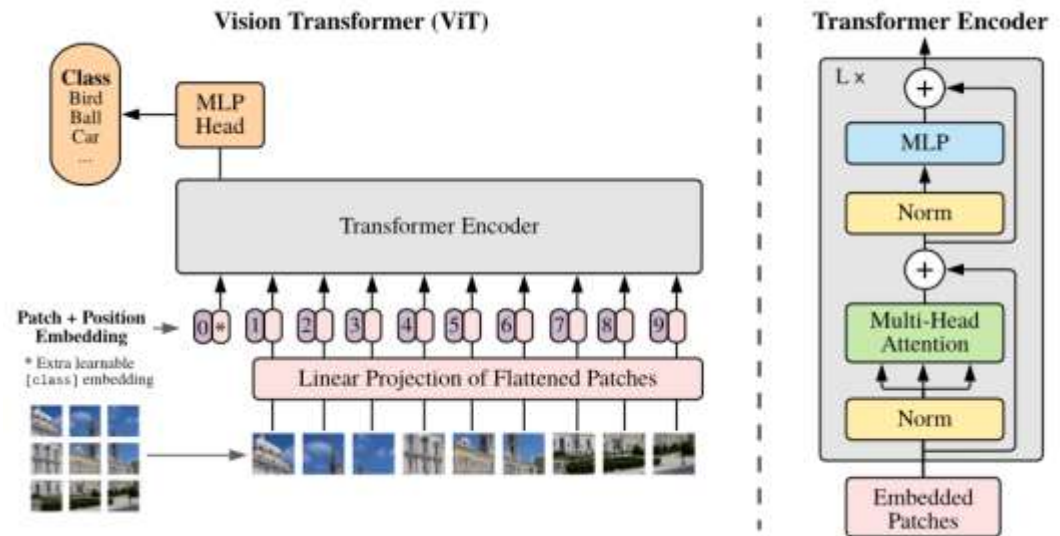 Vision Transformer (ViT)
Class
Bird
Ball
Car
...
MLP
Head
Transformer Encoder
Patch + Position
Embedding
* Extra learnable
[class] embedding
0 *
1
2
3
4
5
6
7
8
9
Linear Projection of Flattened Patches
Transformer Encoder
L ×
+
MLP
Norm
+
Multi-Head
Attention
Norm
Embedded
Patches